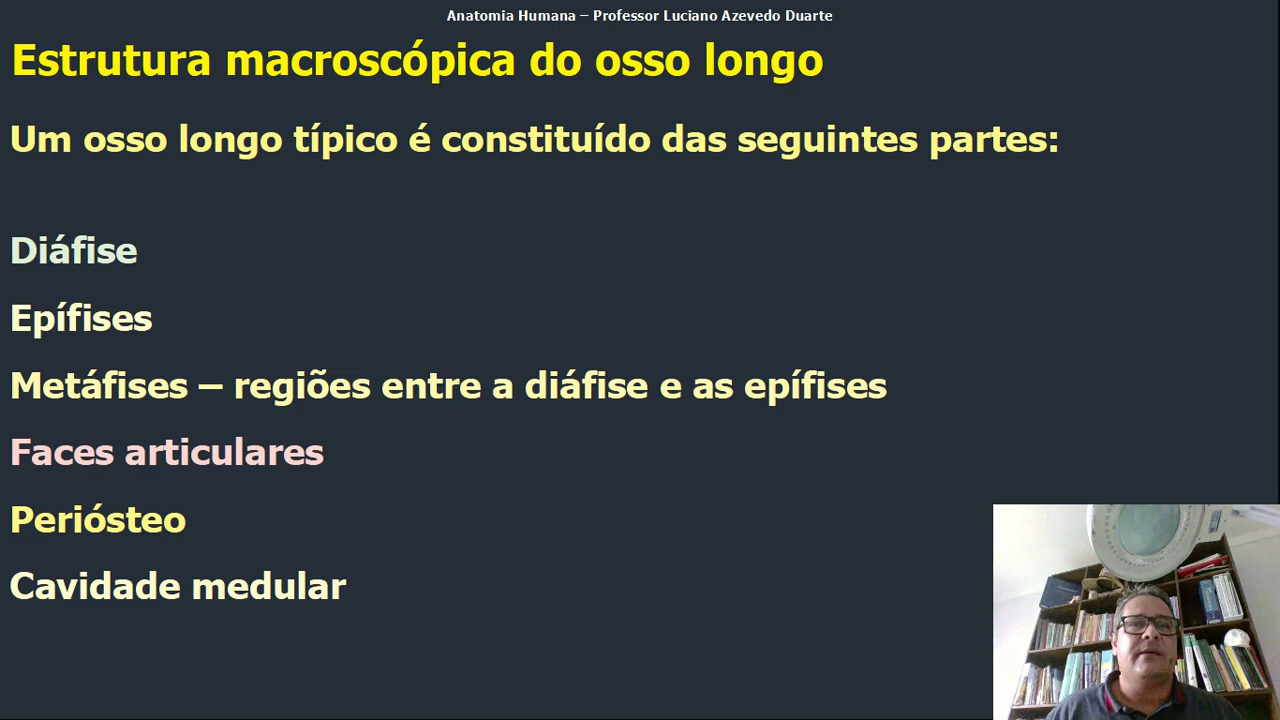 Anatomia Humana – Professor Luciano Azevedo Duarte
Estrutura macroscópica do osso longo
Um osso longo típico é constituído das seguintes partes:
Diáfise
Epífises
Metáfises – regiões entre a diáfise e as epífises
Faces articulares
Periósteo
Cavidade medular